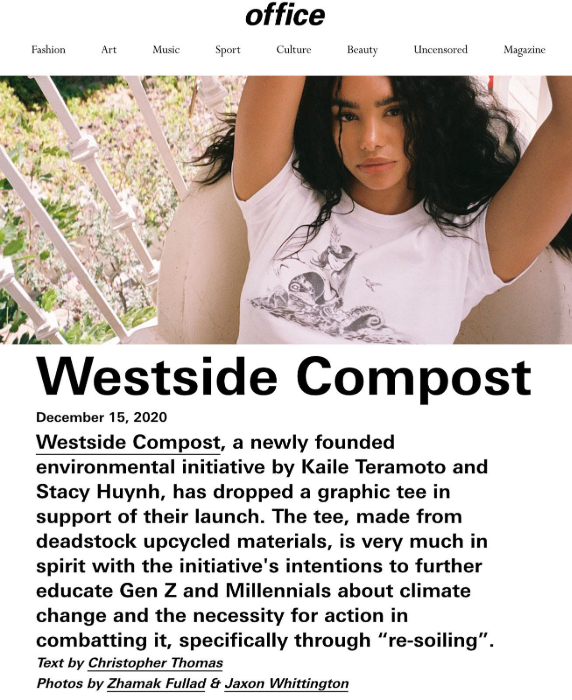 office
Fashion Art Music Sport Culture Beauty Uncensored Magazine
Westside Compost
December 15, 2020
Westside Compost, a newly founded
environmental initiative by Kaile Teramoto and
Stacy Huynh, has dropped a graphic tee in
support of their launch. The tee, made from
deadstock upcycled materials, is very much in
spirit with the initiative's intentions to further
educate Gen Z and Millennials about climate
change and the necessity for action in
combatting it, specifically through “re-soiling”.
Text by Christopher Thomas
Photos by Zhamak Fullad & Jaxon Whittington